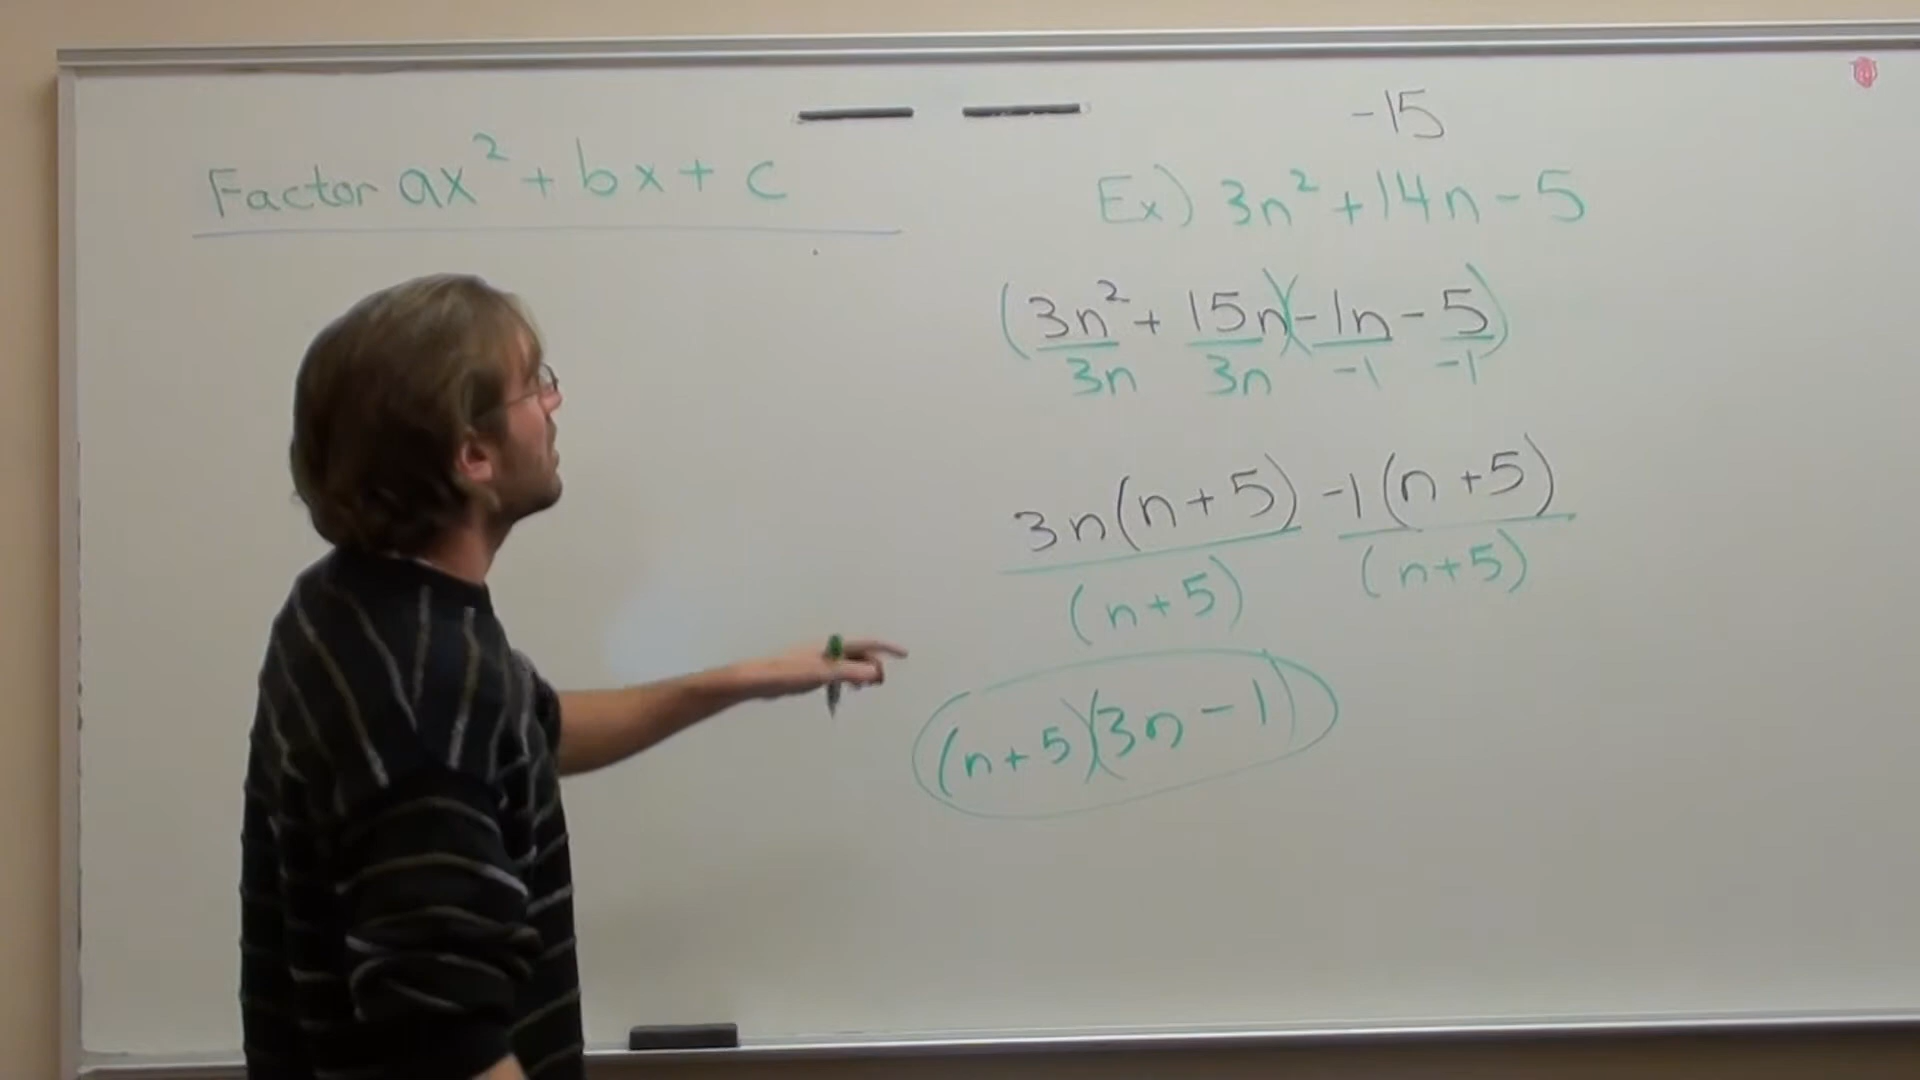 Factor ax² + bx + c
-15
Ex) 3n² + 14n - 5
(3n² + 15n)(-1n - 5)
3n 3n -1 -1
3n(n+5) -1(n+5)
(n+5) (n+5)
(n+5)(3n-1)